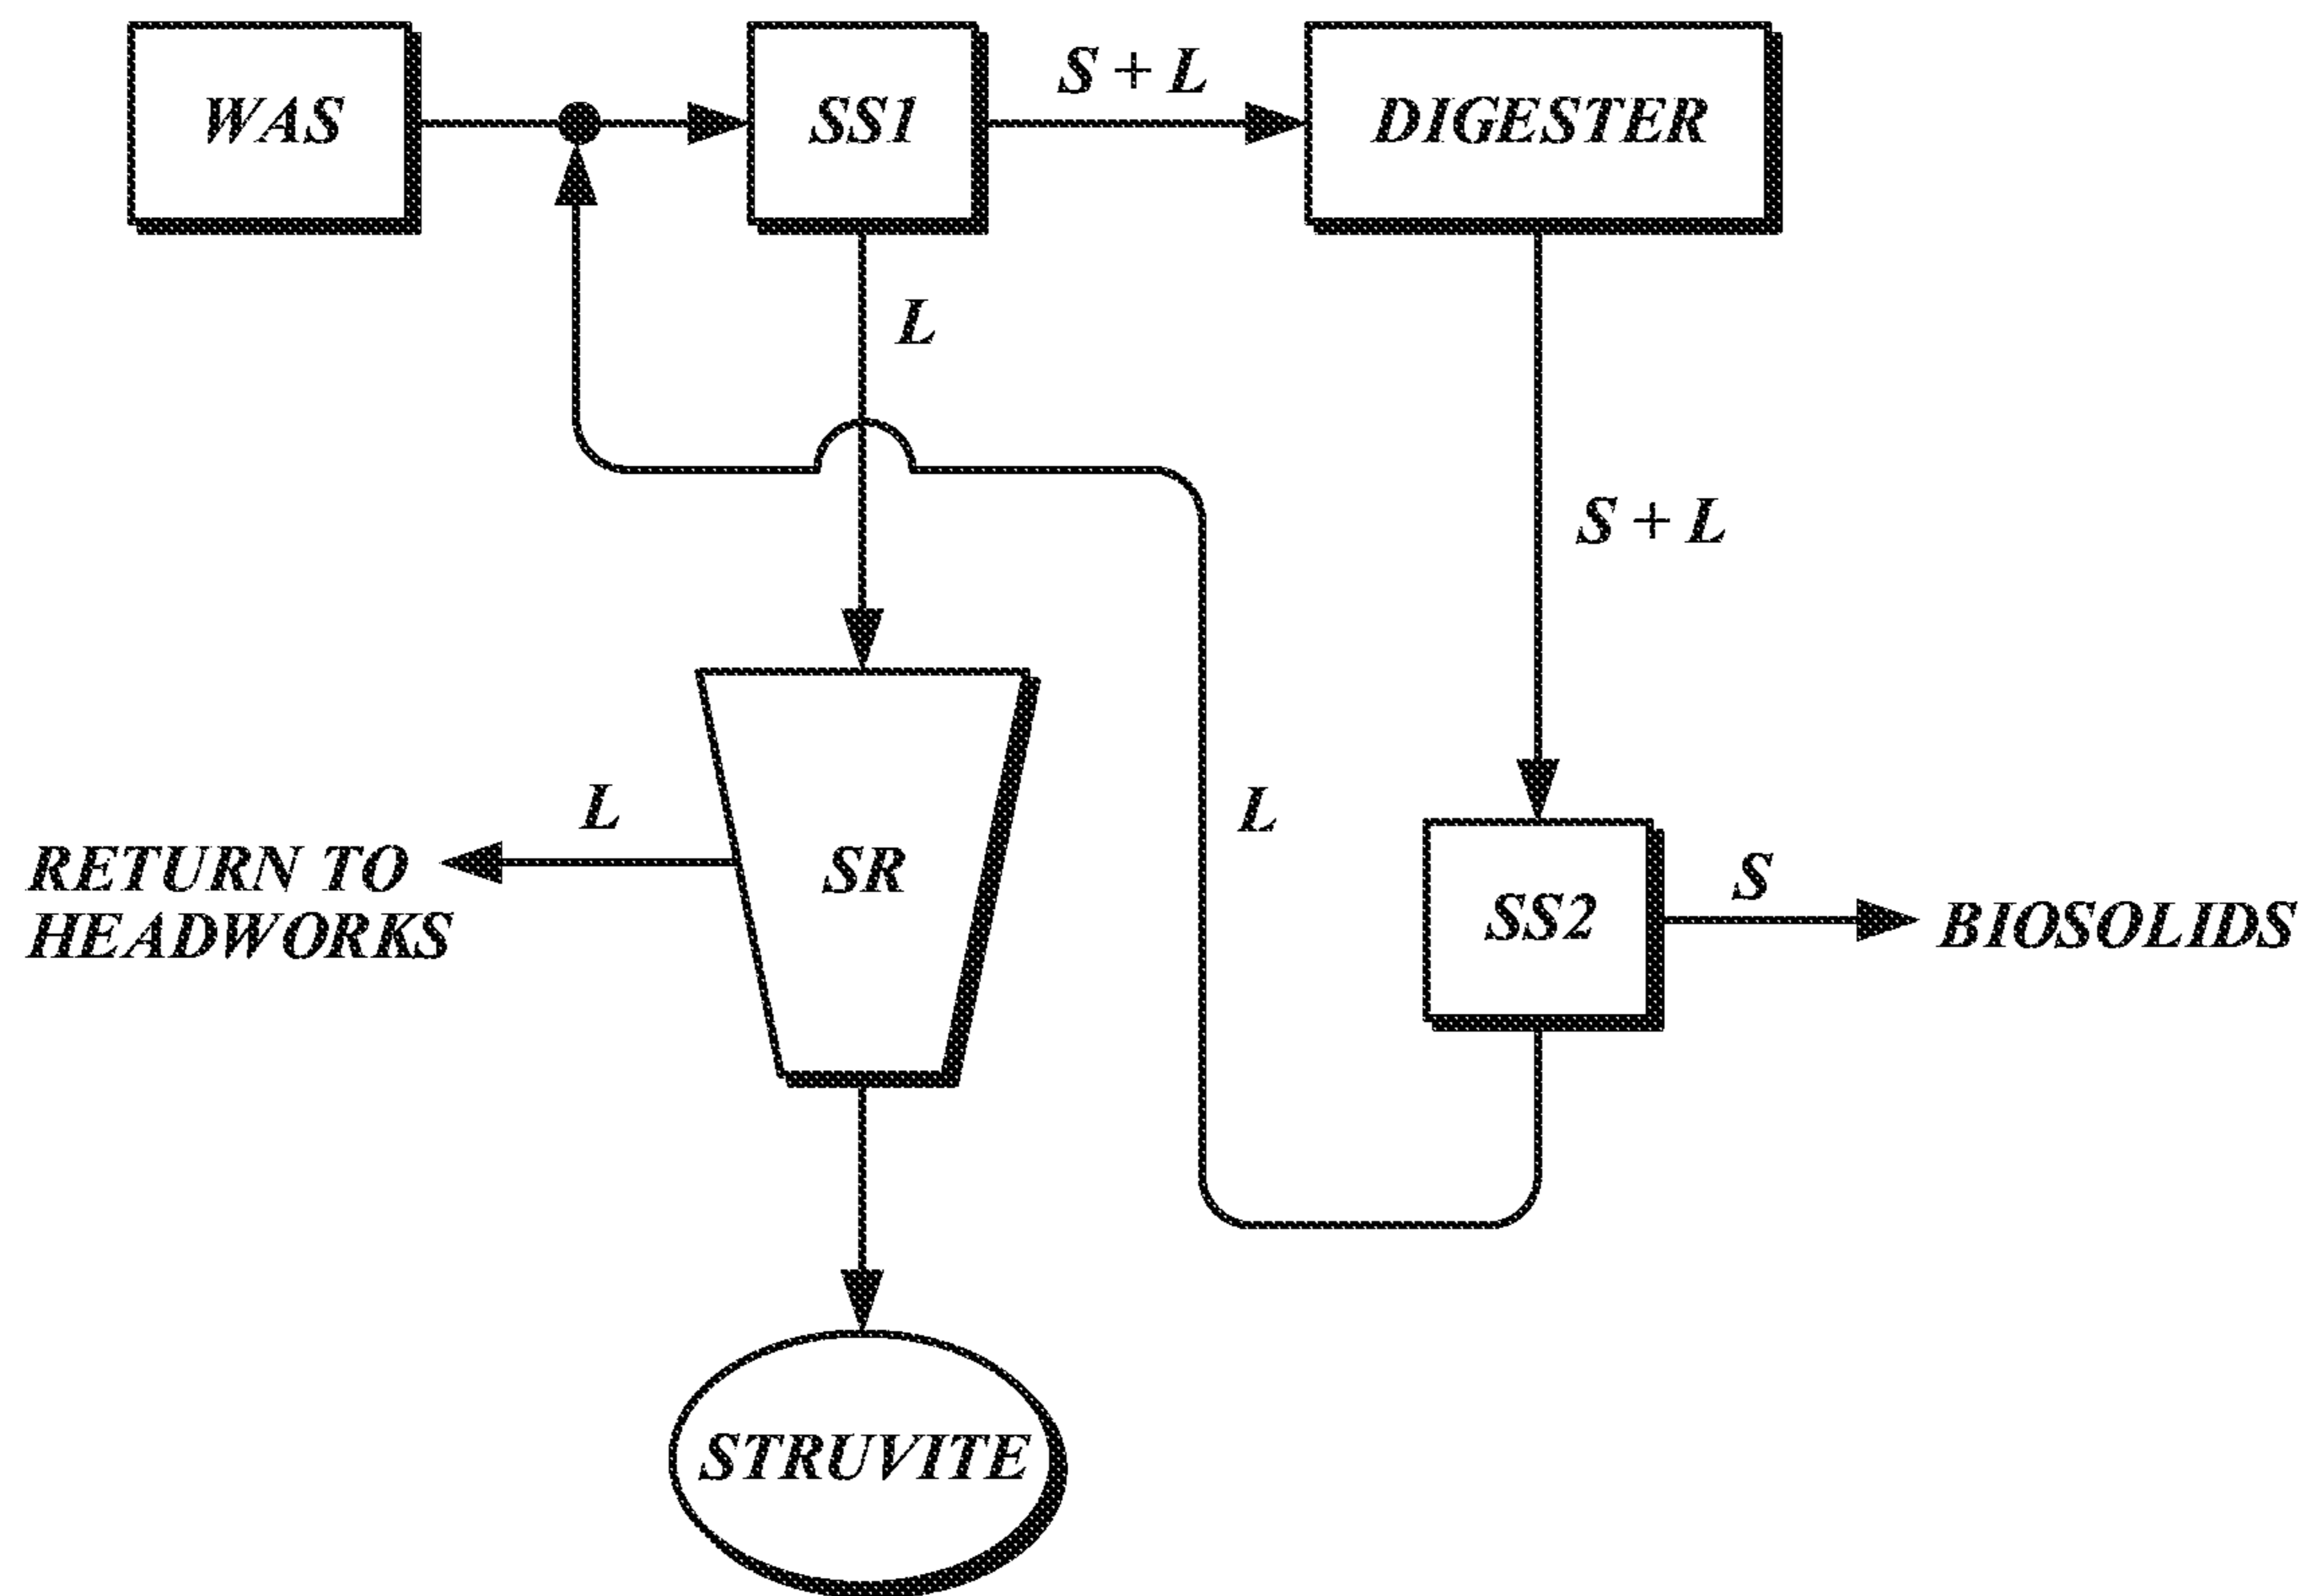 WAS
SS1
S + L
DIGESTER
L
S + L
L
RETURN TO
HEADWORKS
SR
L
SS2
S
BIOSOLIDS
STRUVITE